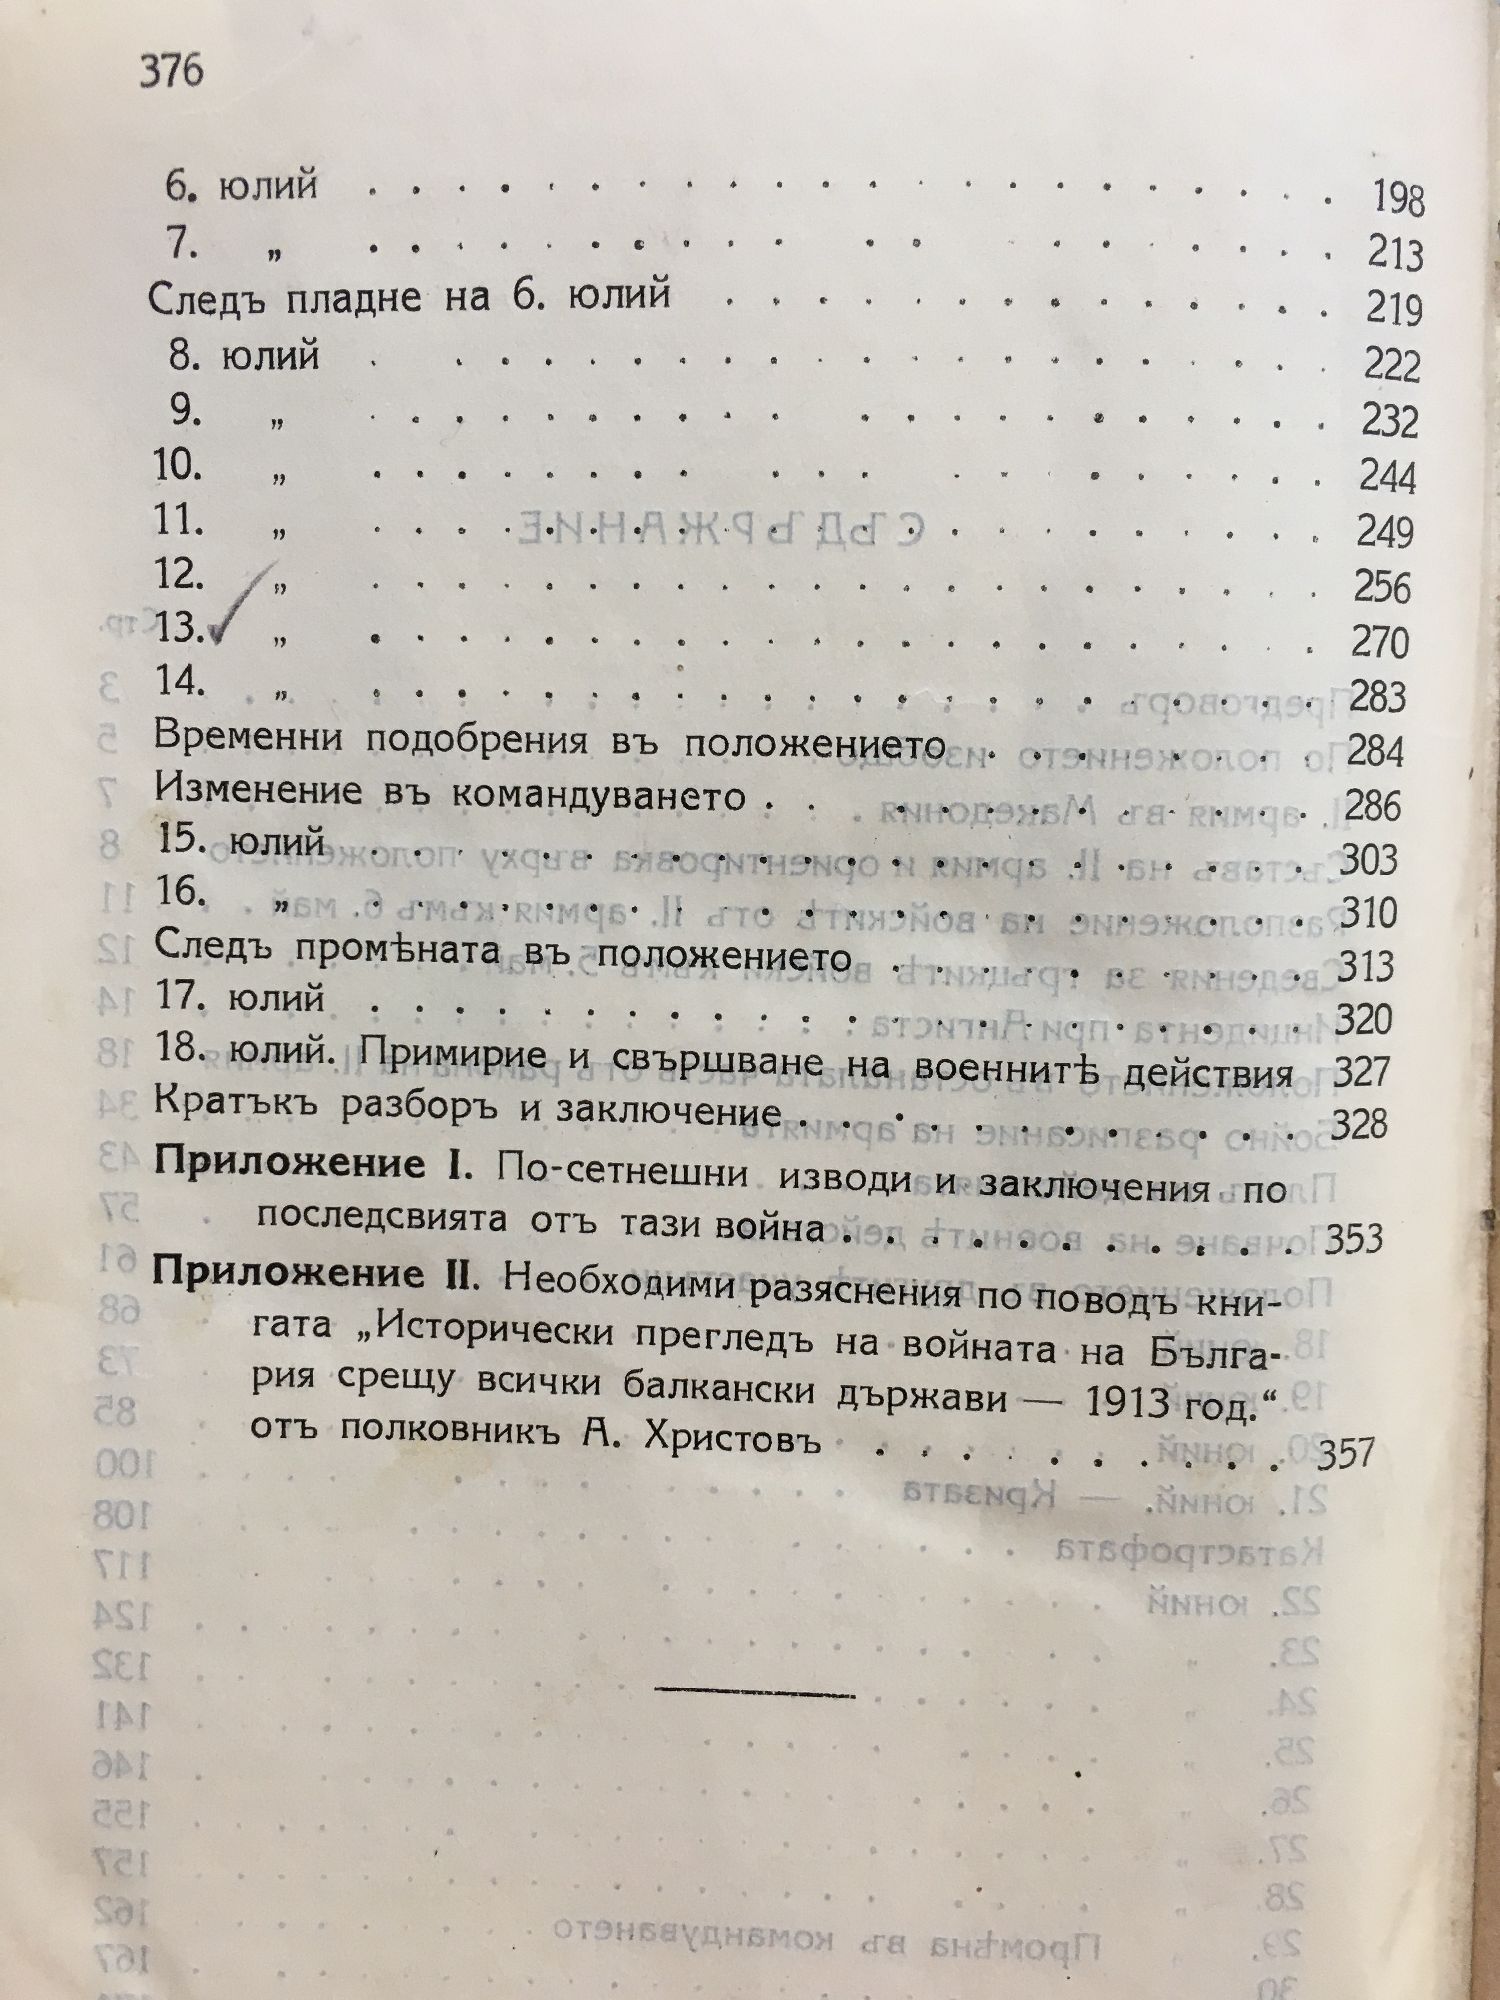 376
6. юлий . . . . . . . . . . . . . . . . . . . . . . 198
7. „ . . . . . . . . . . . . . . . . . . . . 213
Следъ пладне на 6. юлий . . . . . . . . . . . . . . 219
8. юлий . . . . . . . . . . . . . . . . . . . . . 222
9. „ . . . . . . . . . . . . . . . . . . . . . 232
10. „ . . . . . . . . . . . . . . . . . . . . 244
11. „ . . . . . . . . . . . . . . . . . . . . . . 249
12. „ . . . . . . . . . . . . . . . . . . . . . . 256
13. „ . . . . . . . . . . . . . . . . . . . . . . 270
14. „ . . . . . . . . . . . . . . . . . . . . . . 283
Временни подобрения въ положението . . . . . . . . 284
Изменение въ командуването . . . . . . . . . . . . 286
15. юлий . . . . . . . . . . . . . . . . . . . . . . 303
16. „ . . . . . . . . . . . . . . . . . . . . . . 310
Следъ промѣната въ положението . . . . . . . . . . 313
17. юлий . . . . . . . . . . . . . . . . . . . . . . 320
18. юлий. Примирие и свършване на военнитѣ действия 327
Кратъкъ разборъ и заключение . . . . . . . . . . . . 328
Приложение I. По-сетнешни изводи и заключения по
последсвията отъ тази война . . . . . . . . . . . 353
Приложение II. Необходими разяснения по поводъ кни-
гата „Исторически прегледъ на войната на Бълга-
рия срещу всички балкански държави — 1913 год.“
отъ полковникъ А. Христовъ . . . . . . . . . . 357